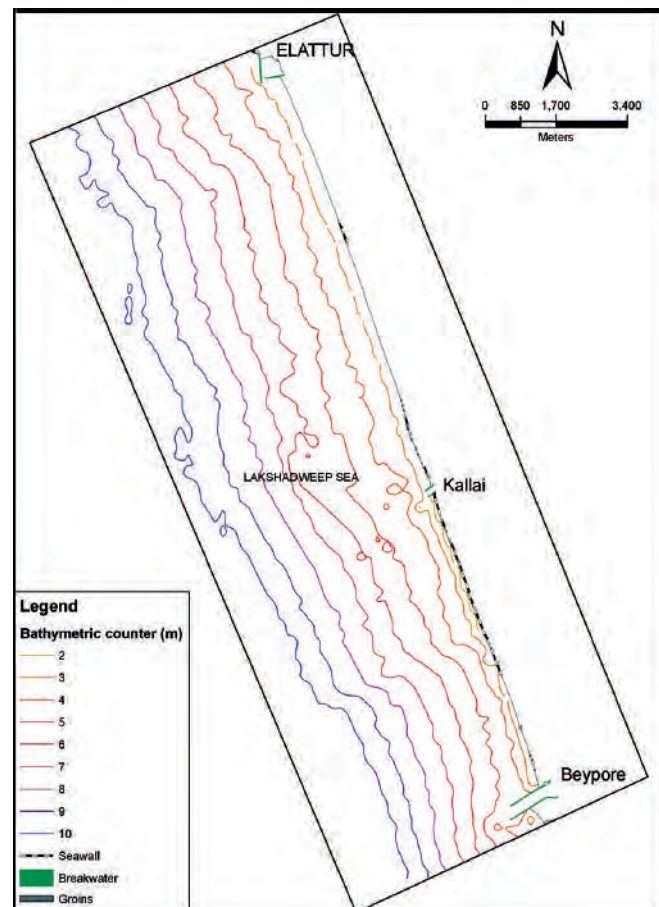 ELATTUR
N
0 850 1,700 3,400
Meters
Kallai
LAKSHADWEEP SEA
Beypore
Legend
Bathymetric counter (m)
2
3
4
5
6
7
8
9
10
Seawall
Breakwater
Groins